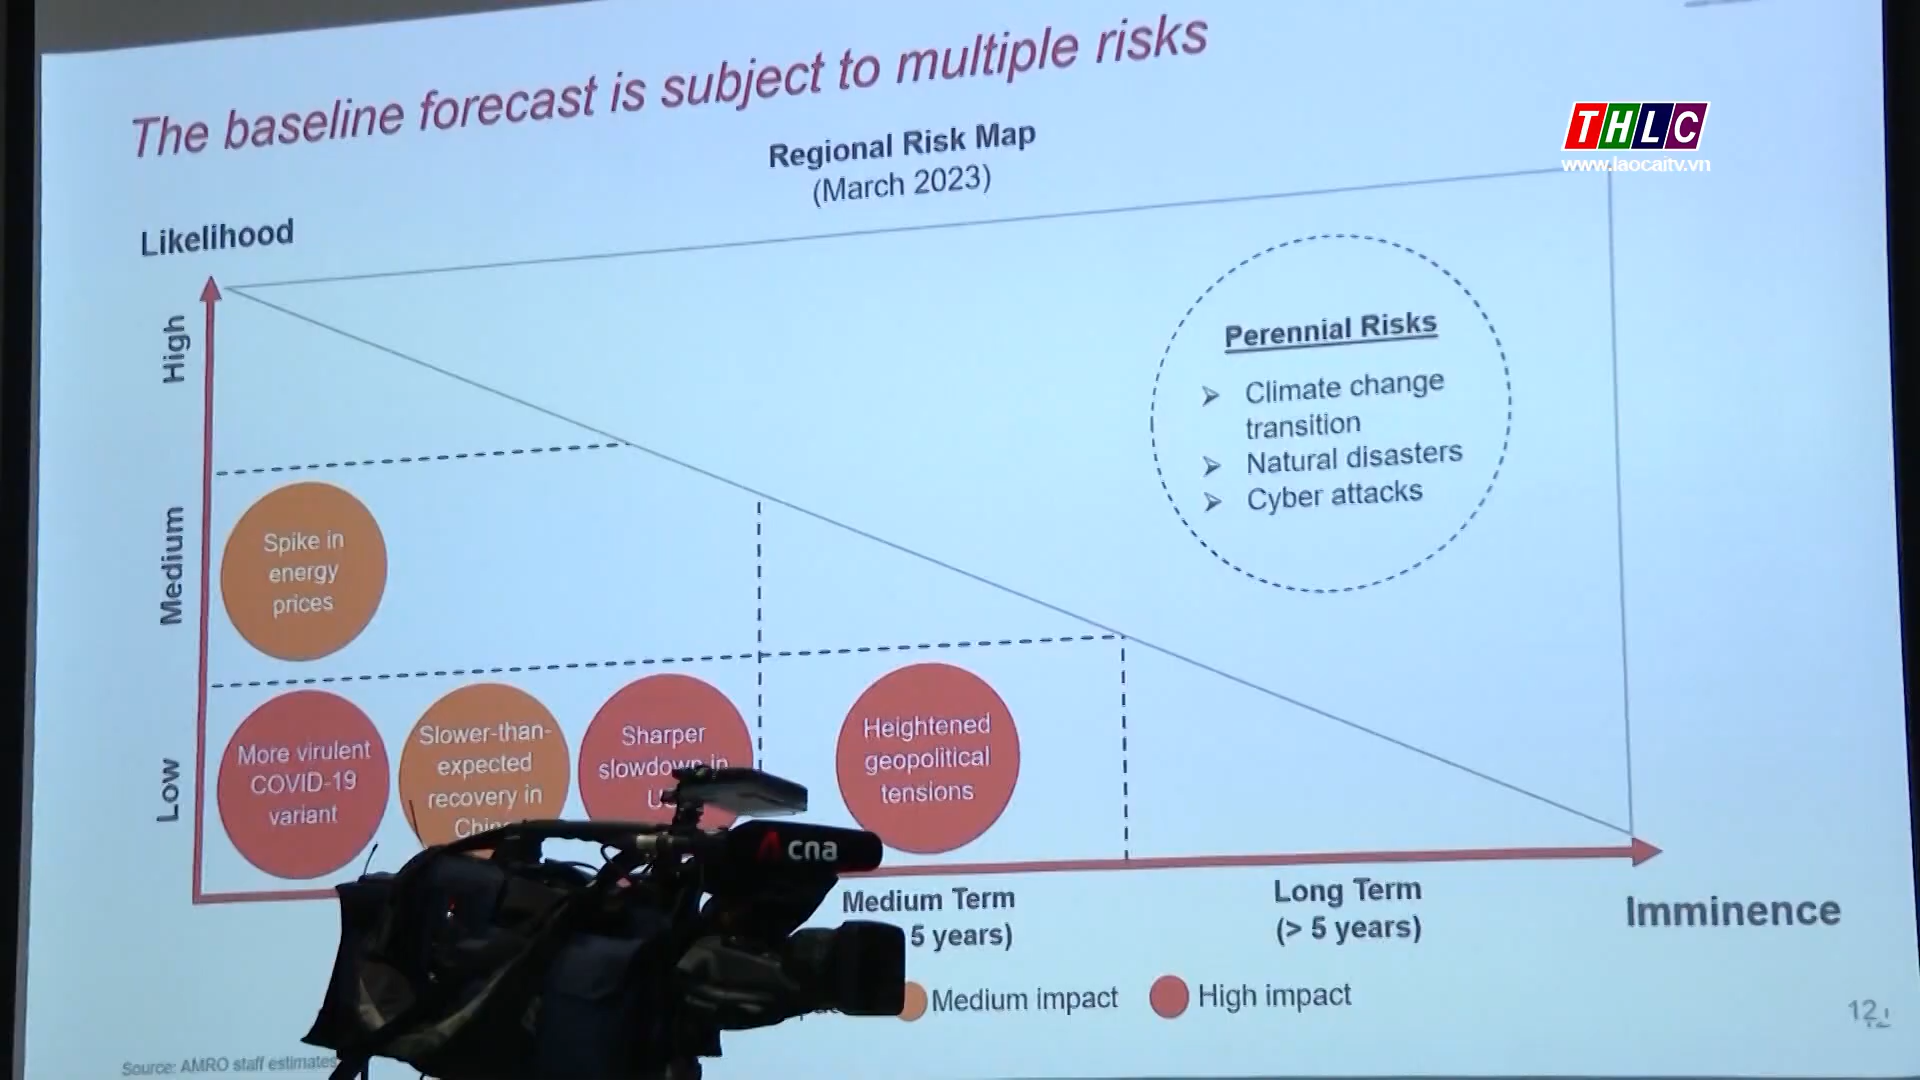 The baseline forecast is subject to multiple risks
Regional Risk Map
(March 2023)
THLC
www.laocaitv.vn
Likelihood
High
Medium
Low
Perennial Risks
Climate change
transition
Natural disasters
Cyber attacks
Spike in
energy
prices
More virulent
COVID-19
variant
Slower-than-
expected
recovery in
Sharper
slowdown in
Heightened
geopolitical
tensions
cna
Medium Term
5 years)
Long Term
(> 5 years)
Imminence
Medium impact
High impact
12
Source: AMRO staff estimates